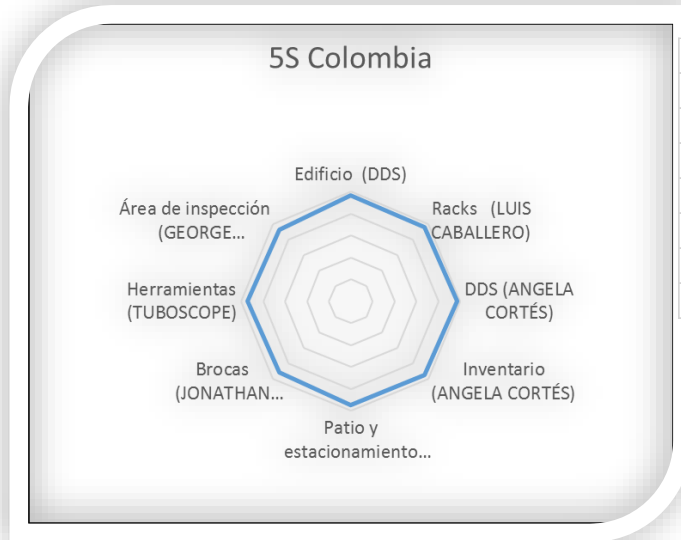 5S Colombia
Edificio (DDS)
Racks (LUIS
CABALLERO)
DDS (ANGELA
CORTÉS)
Inventario
(ANGELA CORTÉS)
Patio y
estacionamiento...
Brocas
(JONATHAN...
Herramientas
(TUBOSCOPE)
Área de inspección
(GEORGE...